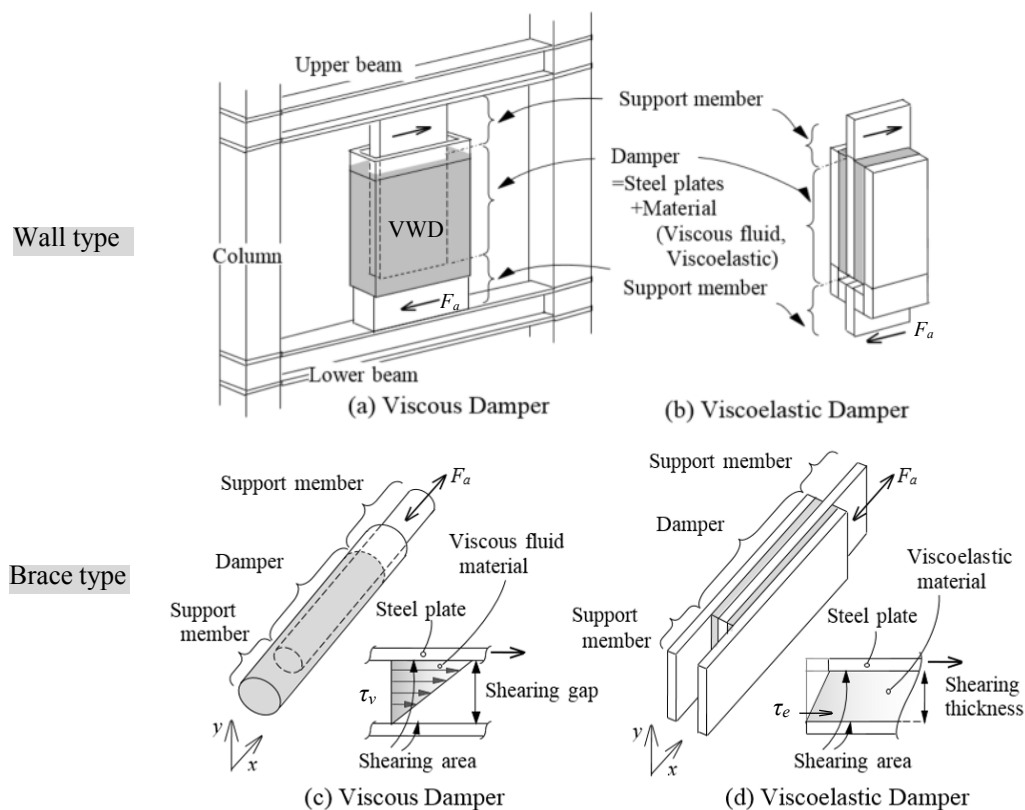 Wall type
Upper beam
Column
VWD
F_a
Lower beam
(a) Viscous Damper
Support member
Damper
=Steel plates
+Material
(Viscous fluid,
Viscoelastic)
Support member
F_a
(b) Viscoelastic Damper
Brace type
Support member
F_a
Damper
Viscous fluid
material
Support
member
Steel plate
τ_v
Shearing gap
y
x
Shearing area
(c) Viscous Damper
Support member
F_a
Damper
Viscoelastic
material
Support
member
Steel plate
τ_e
Shearing
thickness
y
x
Shearing area
(d) Viscoelastic Damper